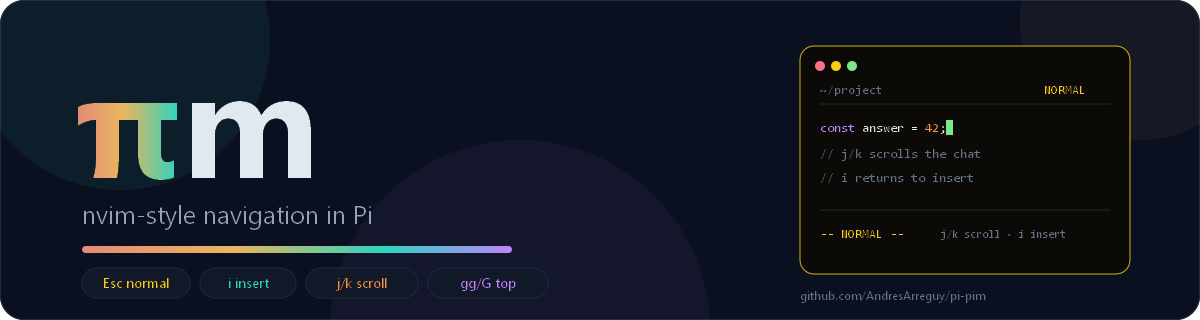 πm
nvim-style navigation in Pi
Esc normal
i insert
j/k scroll
gg/G top
~/project
NORMAL
const answer = 42;
// j/k scrolls the chat
// i returns to insert
-- NORMAL --
j/k scroll · i insert
github.com/AndresArreguy/pi-pim